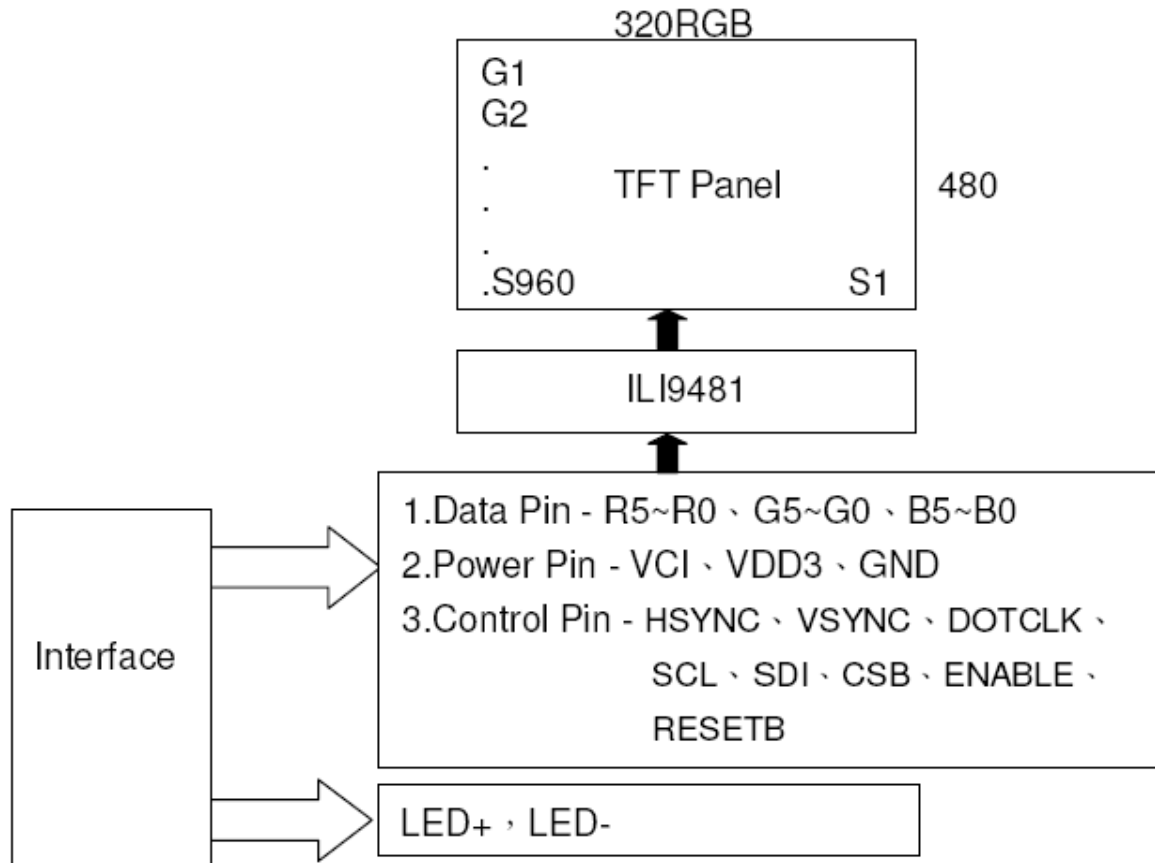 320RGB
G1
G2
.
.
.
TFT Panel
480
.S960 S1
ILI9481
1.Data Pin - R5~R0、G5~G0、B5~B0
2.Power Pin - VCI、VDD3、GND
3.Control Pin - HSYNC、VSYNC、DOTCLK、
SCL、SDI、CSB、ENABLE、
RESETB
Interface
LED+，LED-